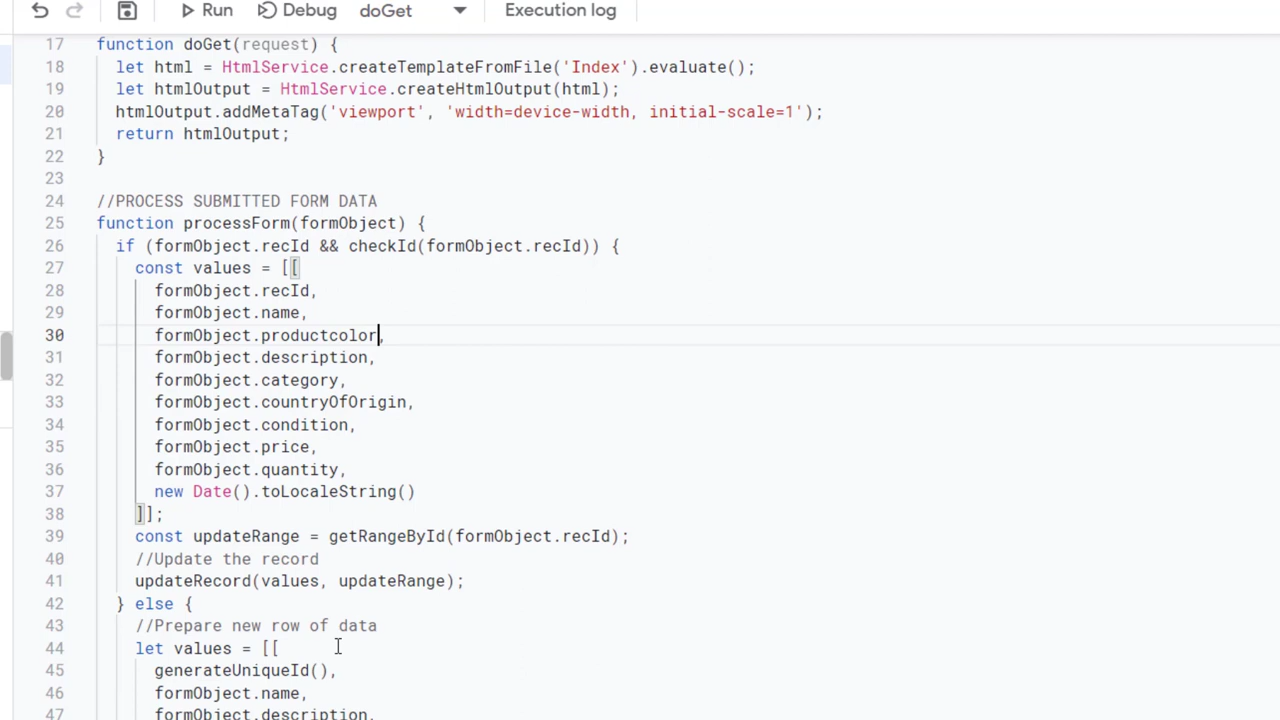 Run Debug doGet Execution log
17 function doGet(request) {
18 let html = HtmlService.createTemplateFromFile('Index').evaluate();
19 let htmlOutput = HtmlService.createHtmlOutput(html);
20 htmlOutput.addMetaTag('viewport', 'width=device-width, initial-scale=1');
21 return htmlOutput;
22 }
23
24 //PROCESS SUBMITTED FORM DATA
25 function processForm(formObject) {
26 if (formObject.recId && checkId(formObject.recId)) {
27 const values = [[
28 formObject.recId,
29 formObject.name,
30 formObject.productcolor,
31 formObject.description,
32 formObject.category,
33 formObject.countryOfOrigin,
34 formObject.condition,
35 formObject.price,
36 formObject.quantity,
37 new Date().toLocaleString()
38 ]];
39 const updateRange = getRangeById(formObject.recId);
40 //Update the record
41 updateRecord(values, updateRange);
42 } else {
43 //Prepare new row of data
44 let values = [[
45 generateUniqueId(),
46 formObject.name,
47 formObject.description,